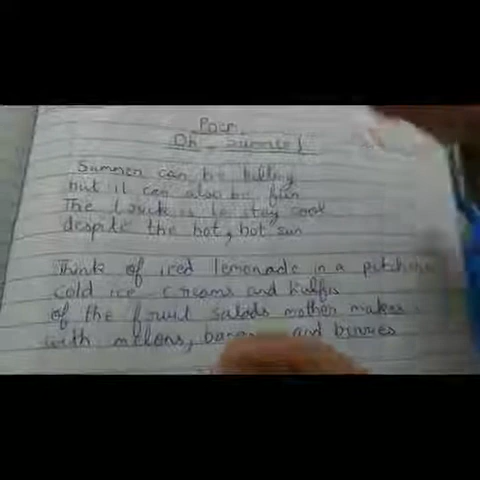 Poem
Oh Summer!
Summer can be killing
but it can also be fun
The trick is to stay cool
despite the hot, hot sun
Think of iced lemonade in a pitcher
cold ice creams and kulfis
of the fruit salads mother makes
with melons, and